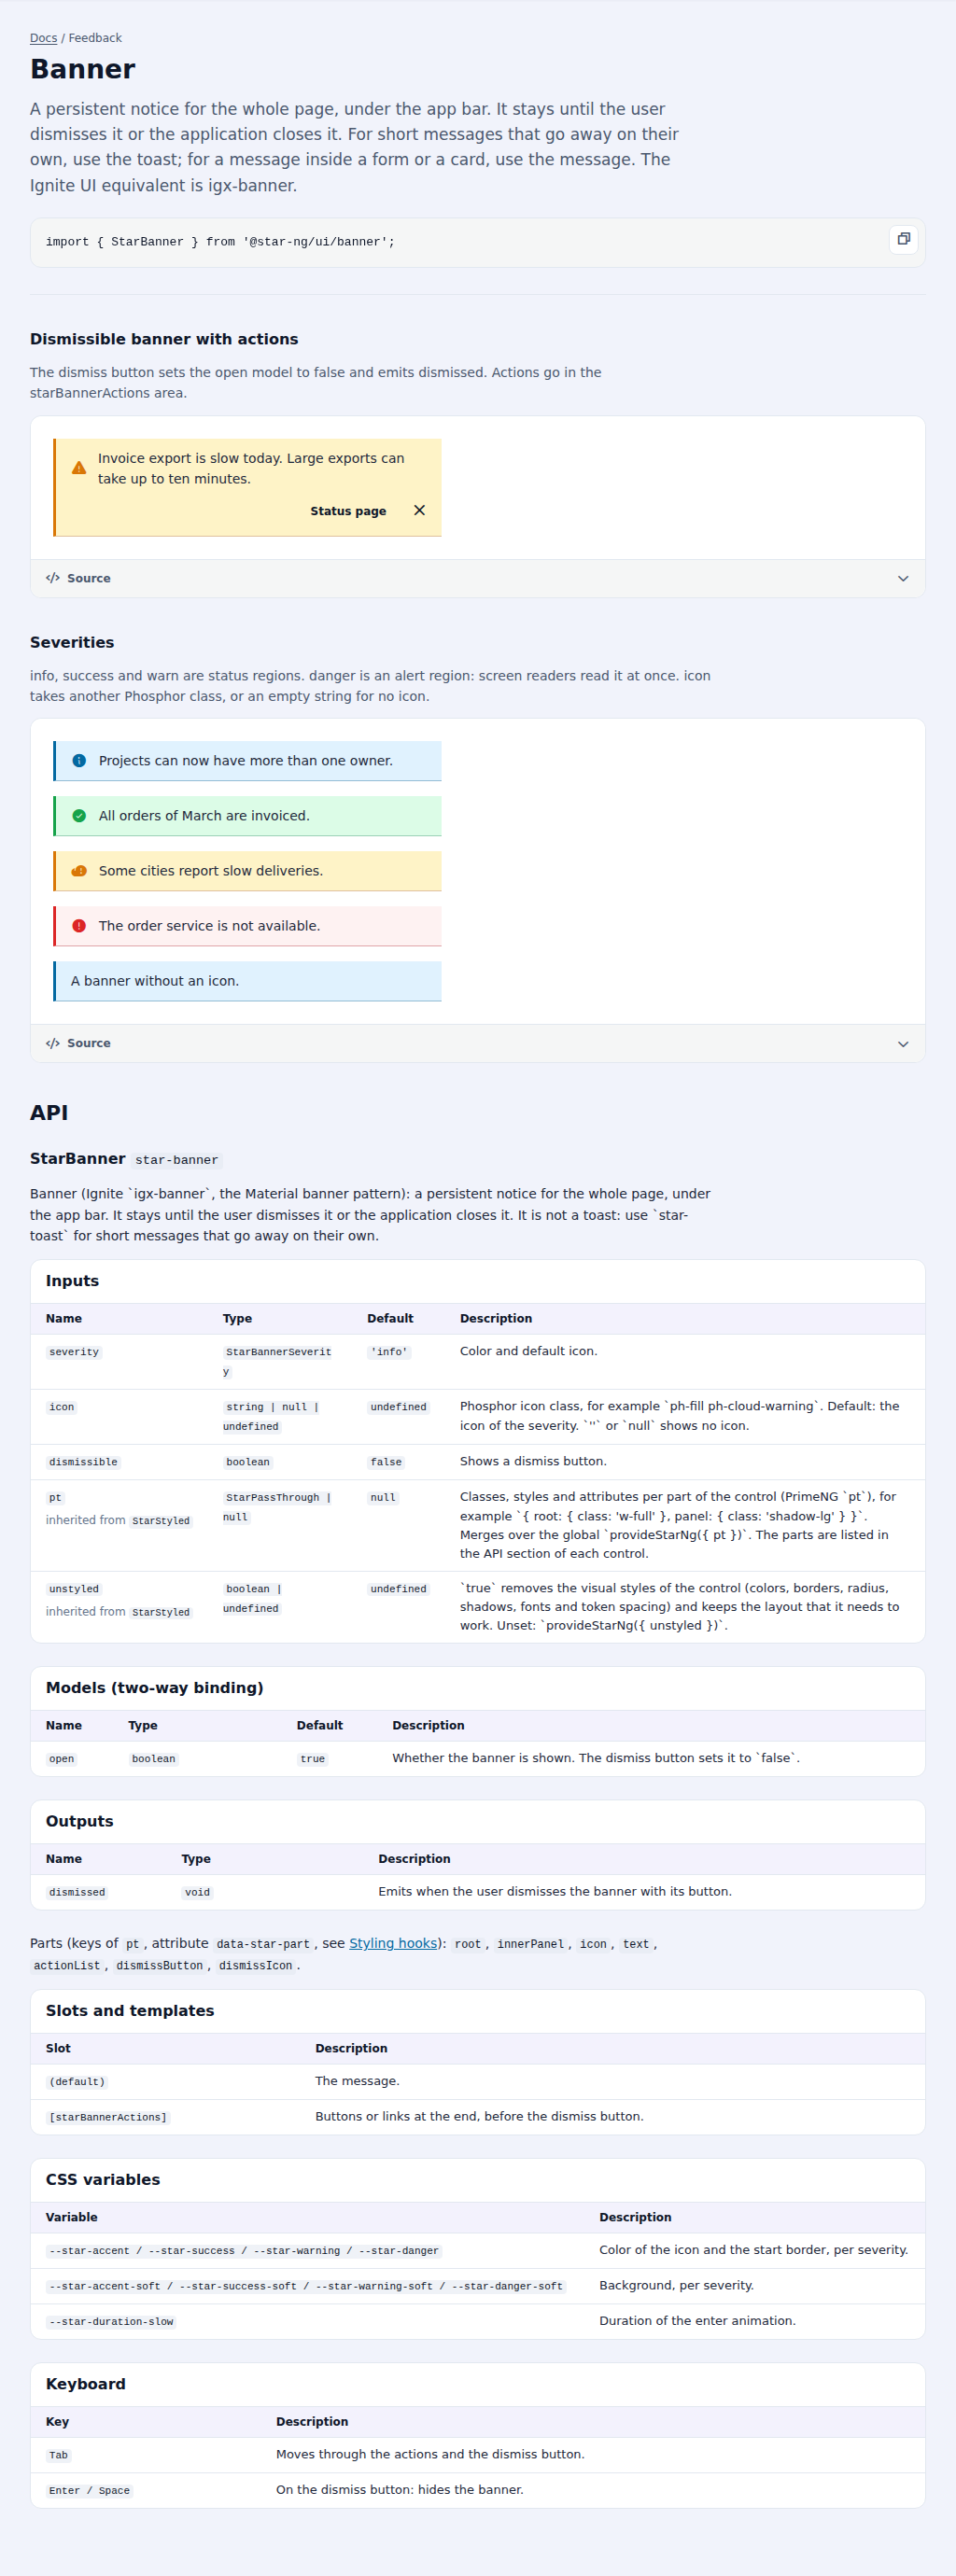 Docs / Feedback
Banner
A persistent notice for the whole page, under the app bar. It stays until the user
dismisses it or the application closes it. For short messages that go away on their
own, use the toast; for a message inside a form or a card, use the message. The
Ignite UI equivalent is igx-banner.
import { StarBanner } from '@star-ng/ui/banner';
Dismissible banner with actions
The dismiss button sets the open model to false and emits dismissed. Actions go in the
starBannerActions area.
Invoice export is slow today. Large exports can
take up to ten minutes.
Status page
Source
Severities
info, success and warn are status regions. danger is an alert region: screen readers read it at once. icon
takes another Phosphor class, or an empty string for no icon.
Projects can now have more than one owner.
All orders of March are invoiced.
Some cities report slow deliveries.
The order service is not available.
A banner without an icon.
Source
API
StarBanner star-banner
Banner (Ignite `igx-banner`, the Material banner pattern): a persistent notice for the whole page, under
the app bar. It stays until the user dismisses it or the application closes it. It is not a toast: use `star-
toast` for short messages that go away on their own.
Inputs
Name Type Default Description
severity StarBannerSeverit 'info' Color and default icon.
y
icon string | null | undefined Phosphor icon class, for example `ph-fill ph-cloud-warning`. Default: the
undefined icon of the severity. `''` or `null` shows no icon.
dismissible boolean false Shows a dismiss button.
pt StarPassThrough | null Classes, styles and attributes per part of the control (PrimeNG `pt`), for
inherited from StarStyled null example `{ root: { class: 'w-full' }, panel: { class: 'shadow-lg' } }`.
Merges over the global `provideStarNg({ pt })`. The parts are listed in
the API section of each control.
unstyled boolean | undefined `true` removes the visual styles of the control (colors, borders, radius,
inherited from StarStyled undefined shadows, fonts and token spacing) and keeps the layout that it needs to
work. Unset: `provideStarNg({ unstyled })`.
Models (two-way binding)
Name Type Default Description
open boolean true Whether the banner is shown. The dismiss button sets it to `false`.
Outputs
Name Type Description
dismissed void Emits when the user dismisses the banner with its button.
Parts (keys of pt, attribute data-star-part, see Styling hooks): root, innerPanel, icon, text,
actionList, dismissButton, dismissIcon.
Slots and templates
Slot Description
(default) The message.
[starBannerActions] Buttons or links at the end, before the dismiss button.
CSS variables
Variable Description
--star-accent / --star-success / --star-warning / --star-danger Color of the icon and the start border, per severity.
--star-accent-soft / --star-success-soft / --star-warning-soft / --star-danger-soft Background, per severity.
--star-duration-slow Duration of the enter animation.
Keyboard
Key Description
Tab Moves through the actions and the dismiss button.
Enter / Space On the dismiss button: hides the banner.